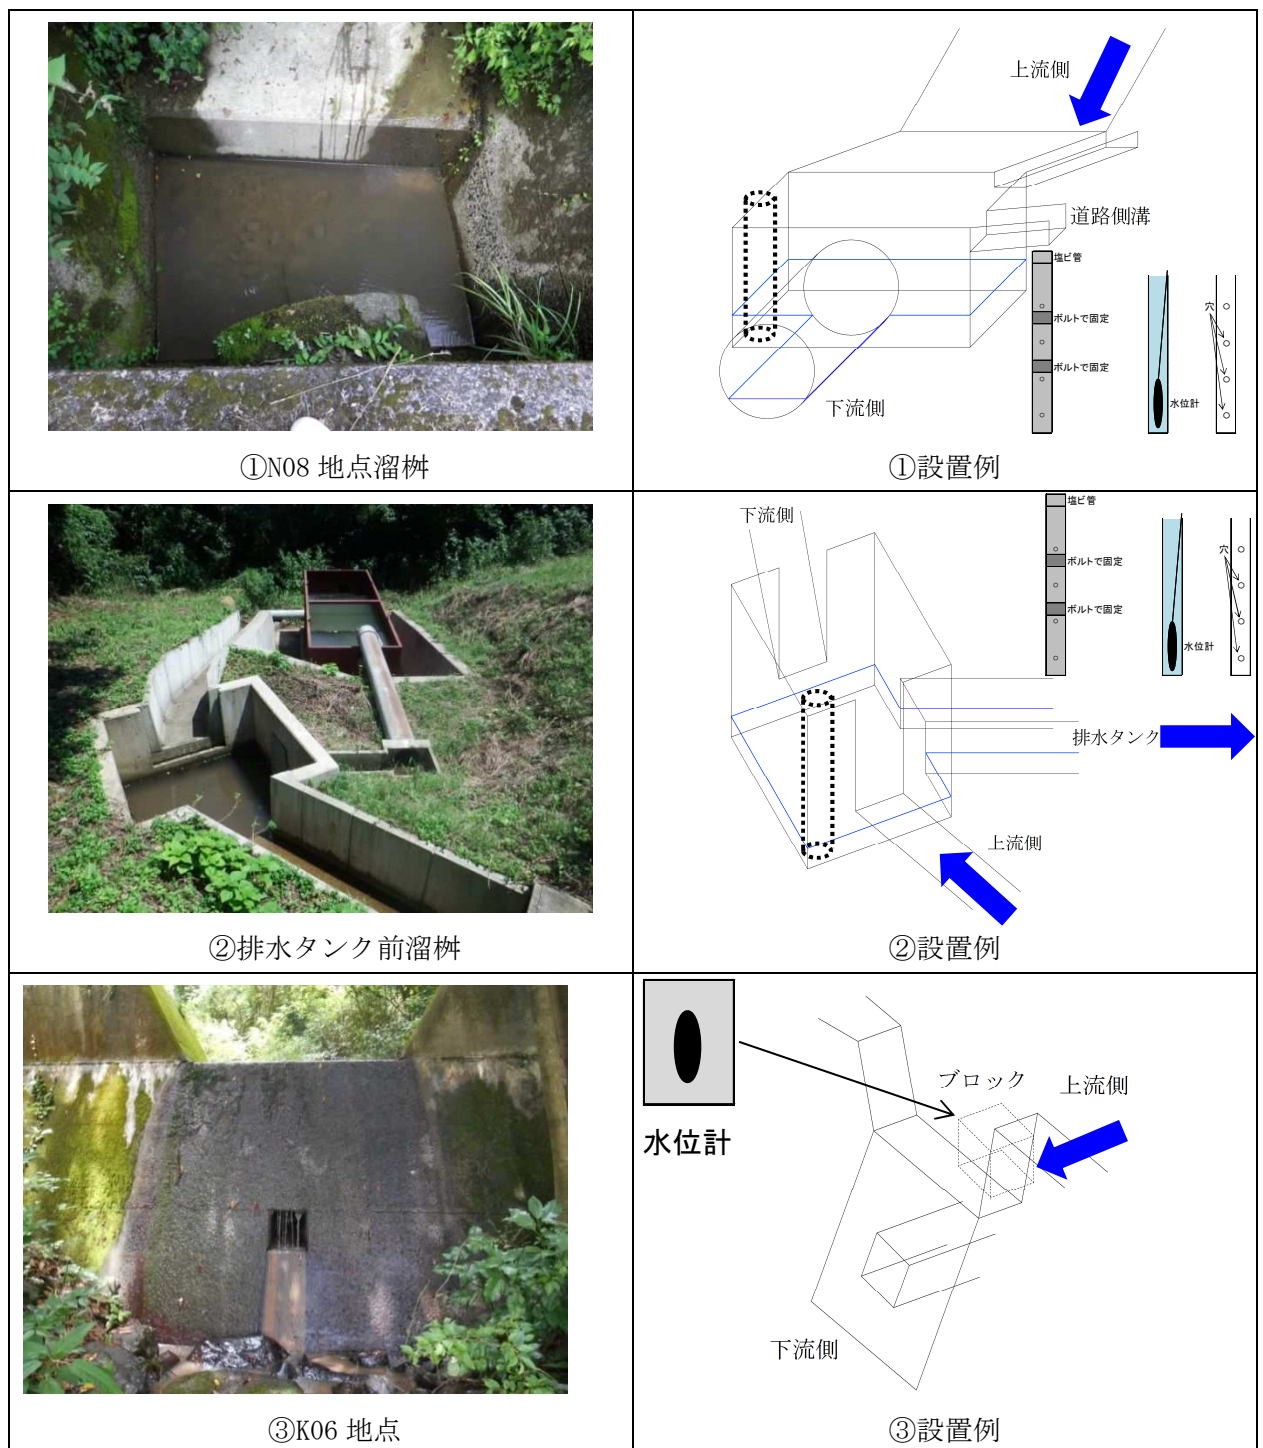 上流側
道路側溝
塩ビ管
ボルトで固定
ボルトで固定
穴
水位計
下流側
①N08 地点溜桝
①設置例
下流側
塩ビ管
ボルトで固定
ボルトで固定
穴
水位計
排水タンク
上流側
②排水タンク前溜桝
②設置例
水位計
ブロック
上流側
下流側
③K06 地点
③設置例